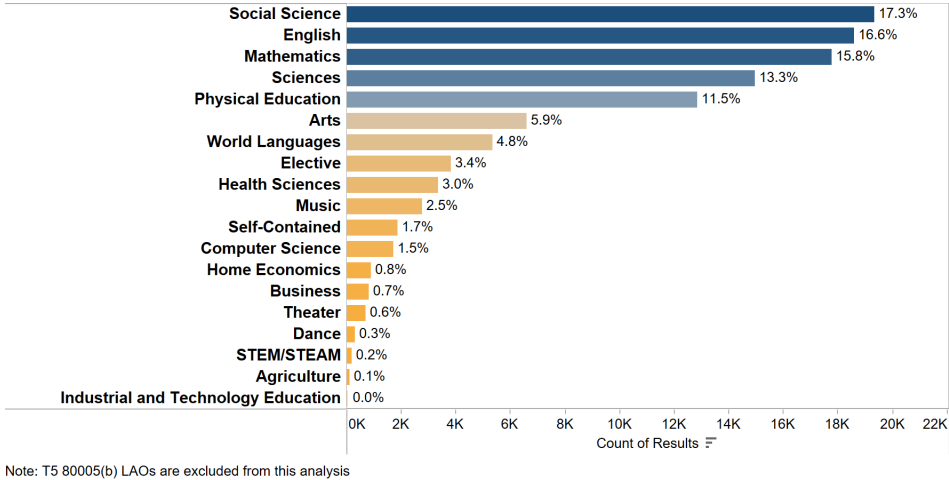 Social Science 17.3%
English 16.6%
Mathematics 15.8%
Sciences 13.3%
Physical Education 11.5%
Arts 5.9%
World Languages 4.8%
Elective 3.4%
Health Sciences 3.0%
Music 2.5%
Self-Contained 1.7%
Computer Science 1.5%
Home Economics 0.8%
Business 0.7%
Theater 0.6%
Dance 0.3%
STEM/STEAM 0.2%
Agriculture 0.1%
Industrial and Technology Education 0.0%
0K 2K 4K 6K 8K 10K 12K 14K 16K 18K 20K 22K
Count of Results
Note: T5 80005(b) LAOs are excluded from this analysis